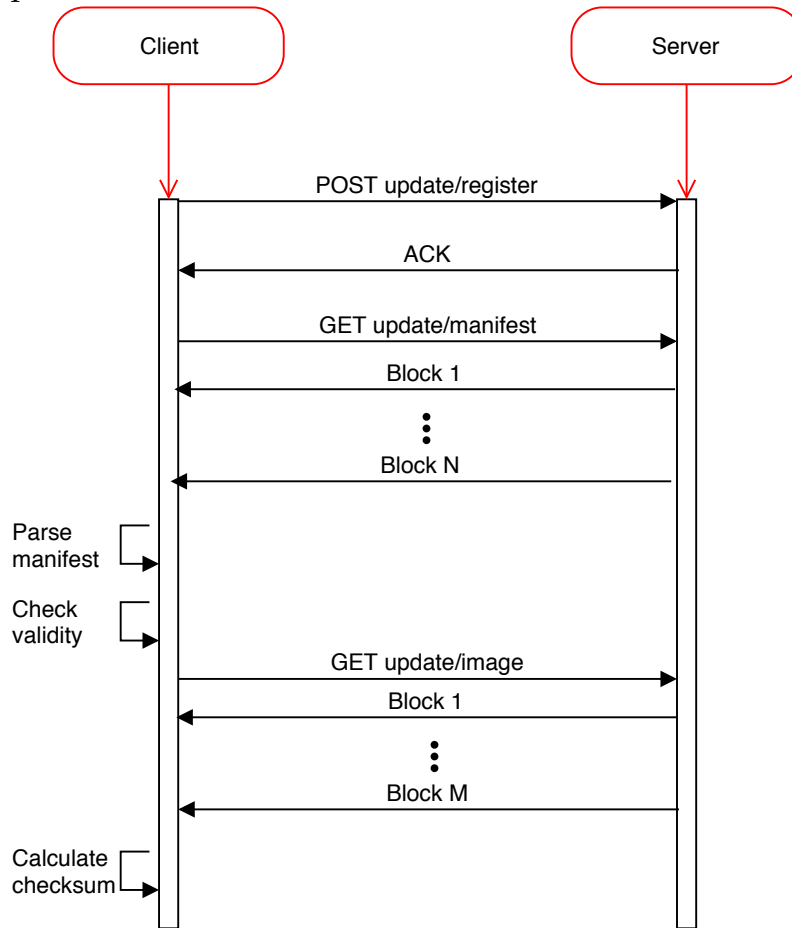 Client
Server
POST update/register
ACK
GET update/manifest
Block 1
Block N
Parse
manifest
Check
validity
GET update/image
Block 1
Block M
Calculate
checksum